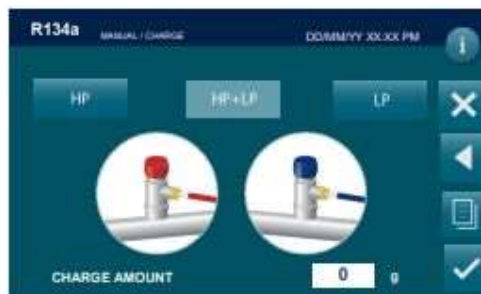 R134a MANUAL / CHARGE DD/MM/YY XX:XX PM
HP HP+LP LP
CHARGE AMOUNT 0 g